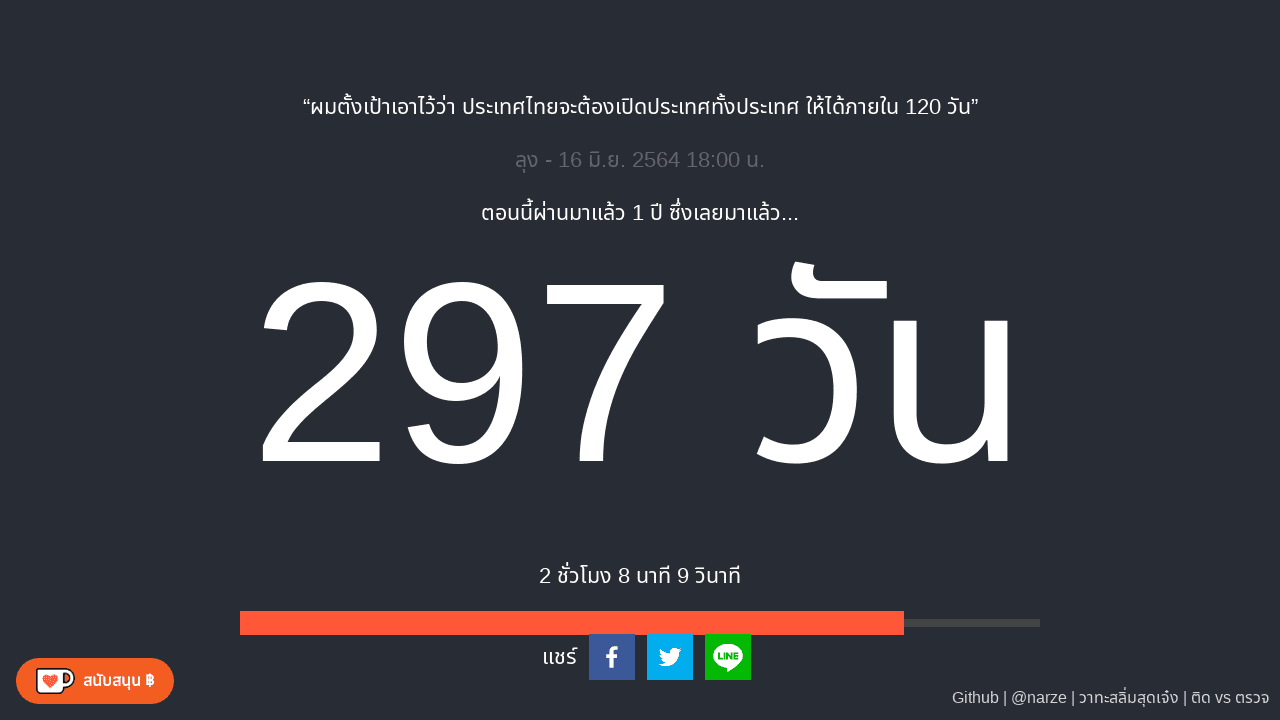 “ผมตั้งเป้าเอาไว้ว่า ประเทศไทยจะต้องเปิดประเทศทั้งประเทศ ให้ได้ภายใน 120 วัน”
ลุง - 16 มิ.ย. 2564 18:00 น.
ตอนนี้ผ่านมาแล้ว 1 ปี ซึ่งเลยมาแล้ว...
297 วัน
2 ชั่วโมง 8 นาที 9 วินาที
แชร์
LINE
สนับสนุน ฿
Github | @narze | วาทะสลิ่มสุดเจ๋ง | ติด vs ตรวจ